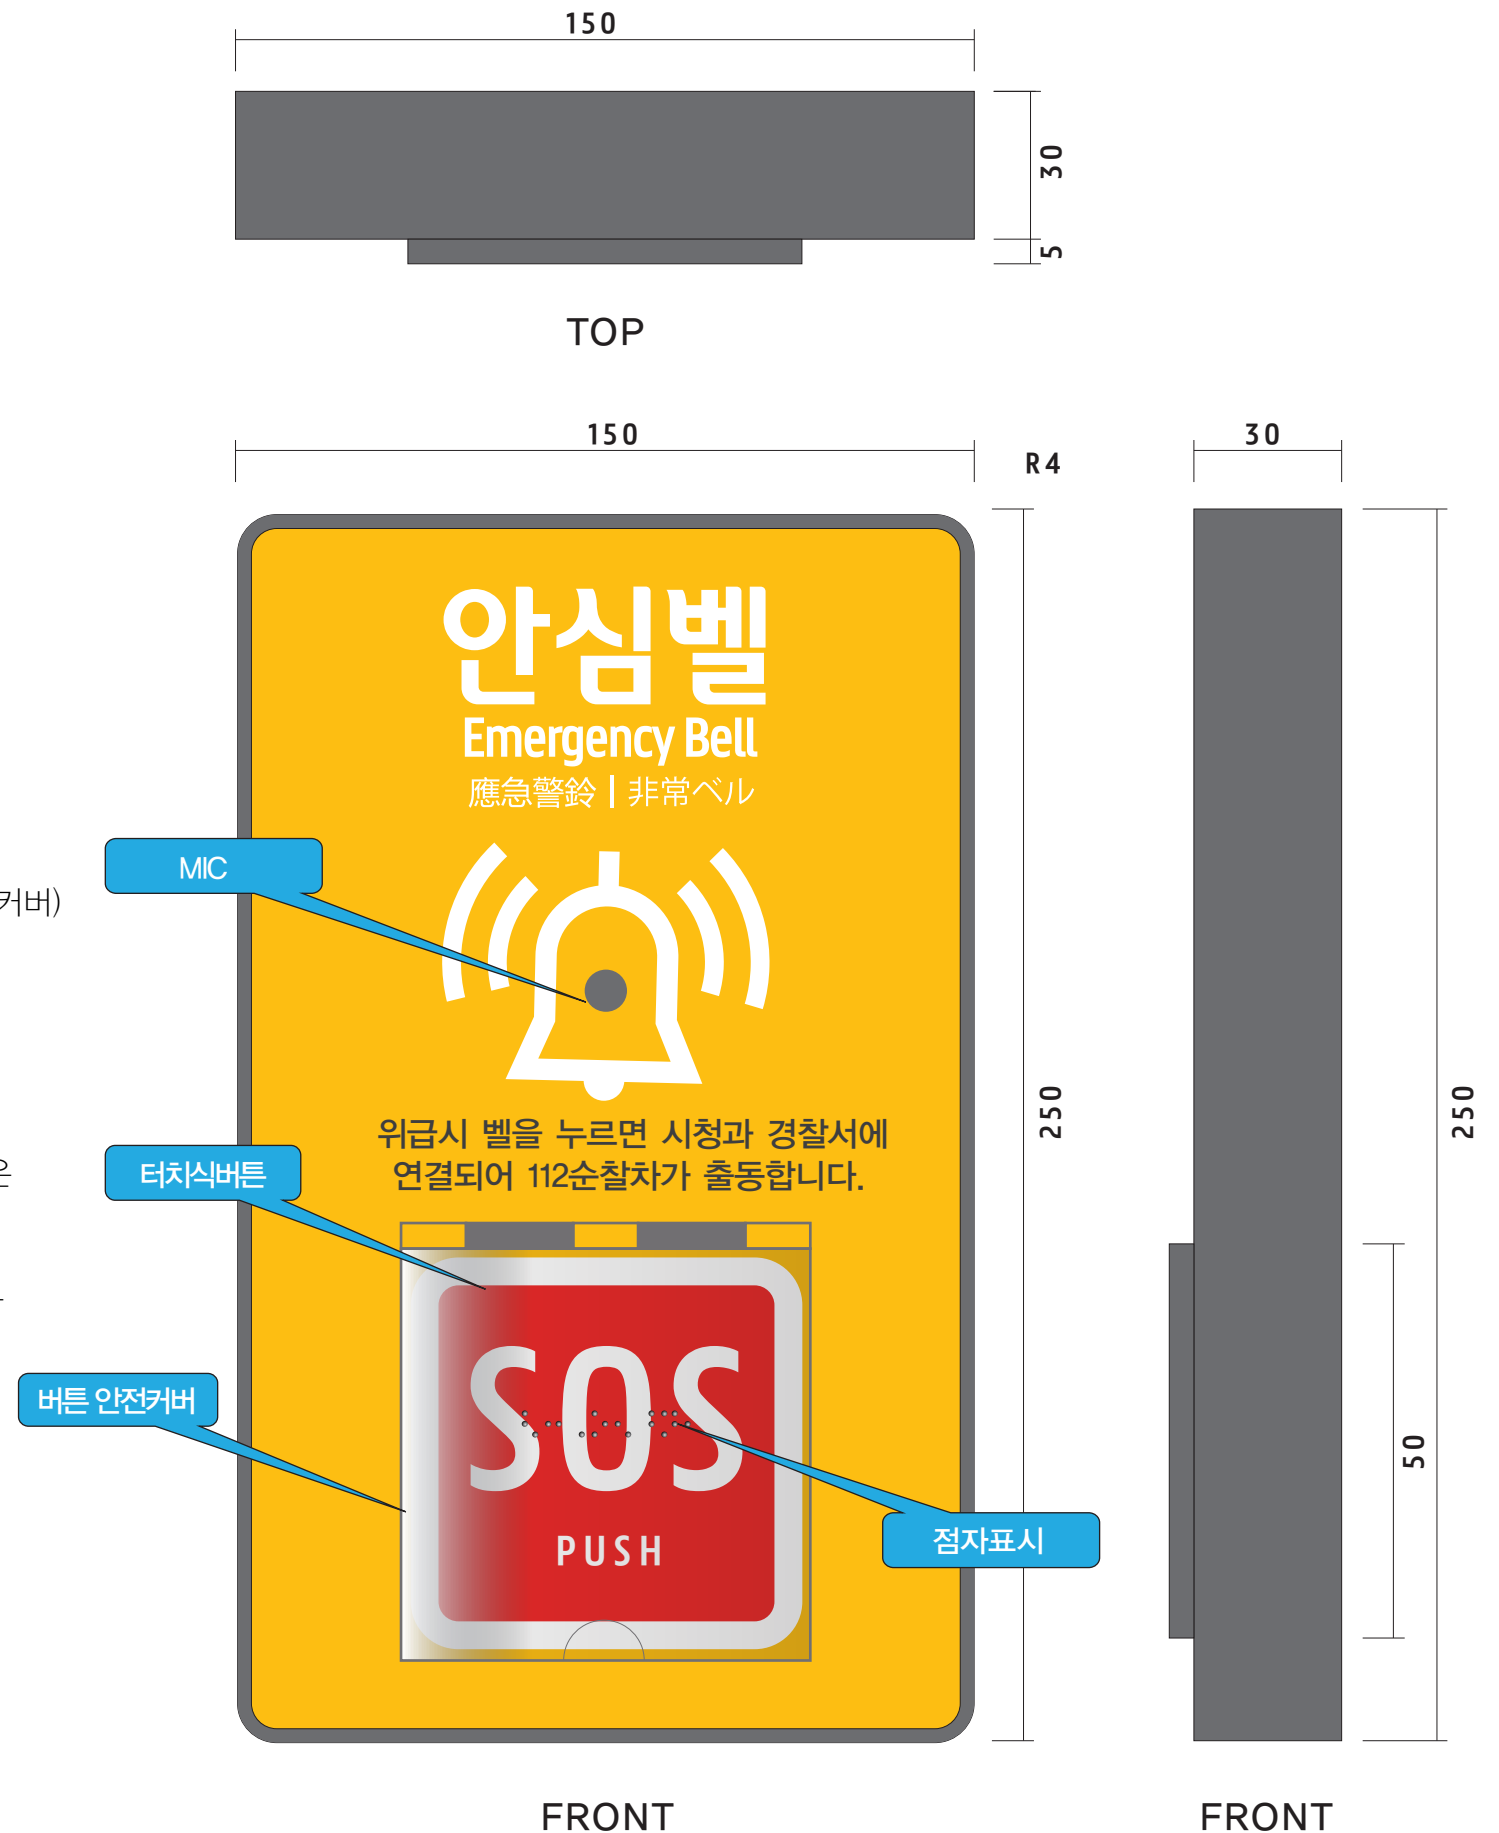 150
30
5
TOP
150
R4
30
안심벨
Emergency Bell
應急警鈴 | 非常ベル
MIC
커버)
250
250
위급시 벨을 누르면 시청과 경찰서에
연결되어 112순찰차가 출동합니다.
은
터치식버튼
버튼 안전커버
SOS
50
점자표시
PUSH
FRONT
FRONT